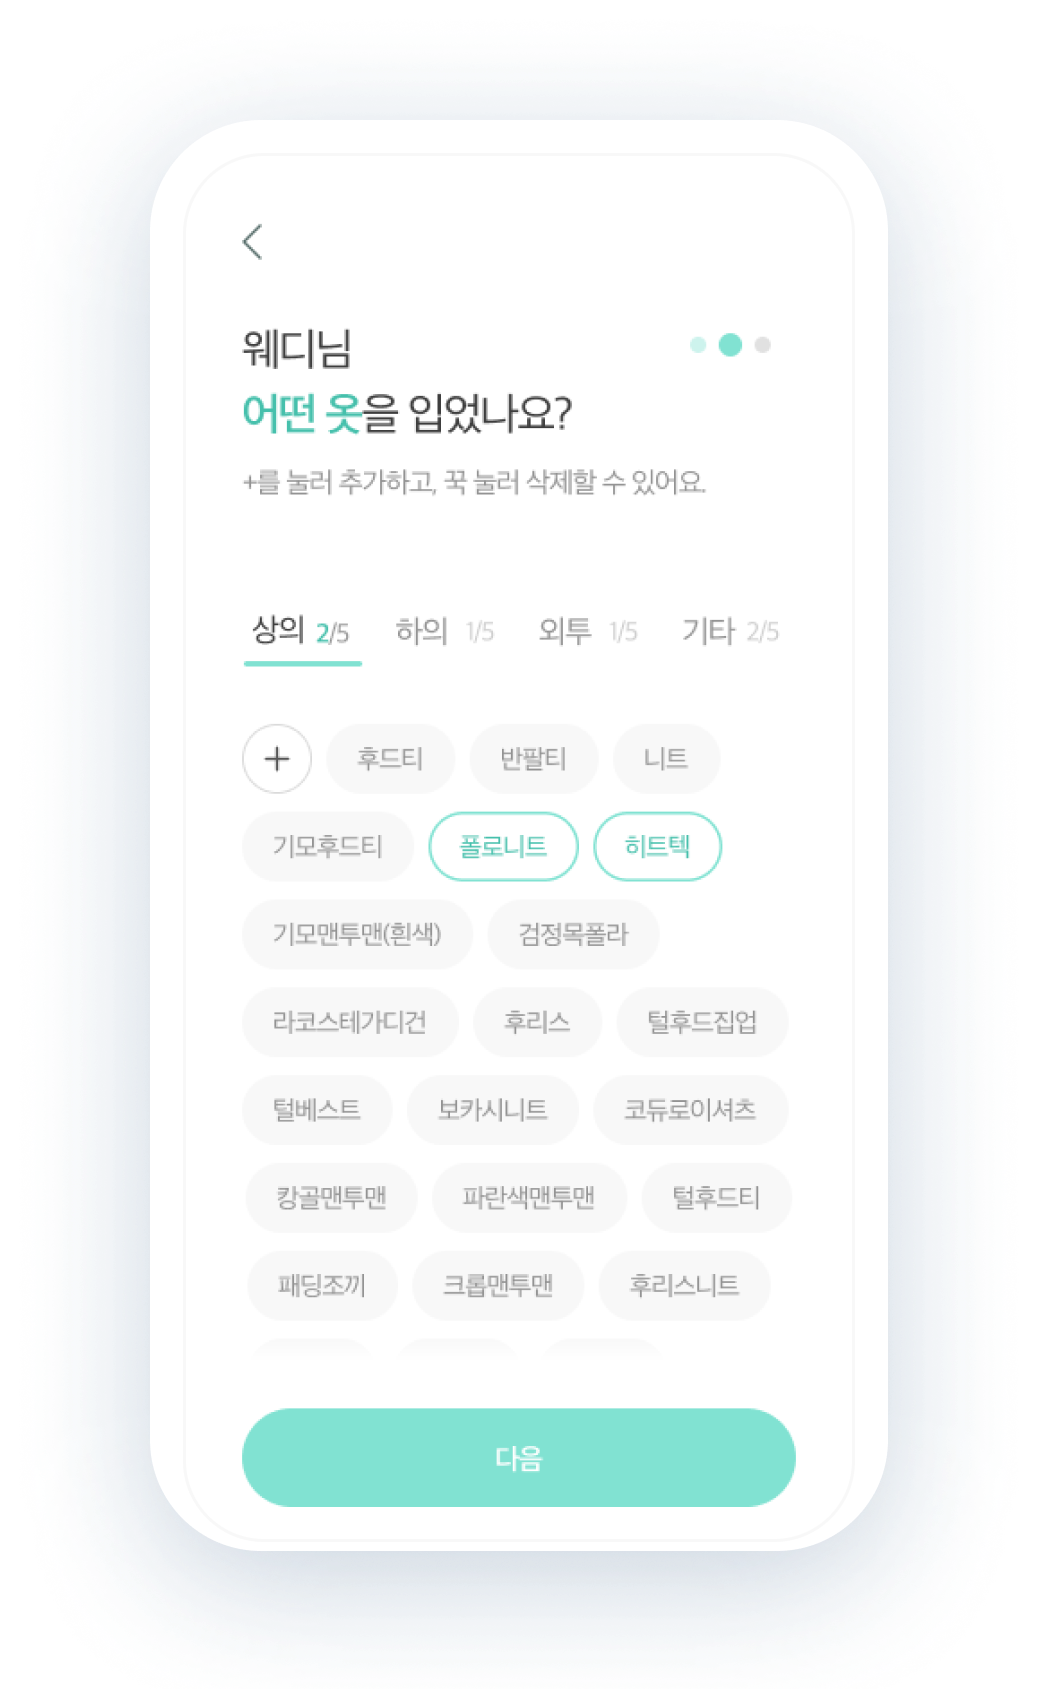 웨디님
어떤 옷을 입었나요?
+를 눌러 추가하고, 꾹 눌러 삭제할 수 있어요.
상의 2/5 하의 1/5 외투 1/5 기타 2/5
+ 후드티 반팔티 니트
기모후드티 폴로니트 히트텍
기모맨투맨(흰색) 검정목폴라
라코스테가디건 후리스 털후드집업
털베스트 보카시니트 코듀로이셔츠
캉골맨투맨 파란색맨투맨 털후드티
패딩조끼 크롭맨투맨 후리스니트
다음